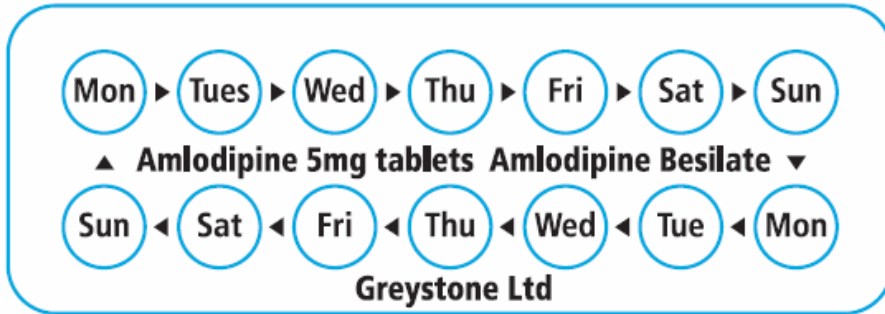 Mon ▶ Tues ▶ Wed ▶ Thu ▶ Fri ▶ Sat ▶ Sun
▲ Amlodipine 5mg tablets Amlodipine Besilate ▼
Sun ◀ Sat ◀ Fri ◀ Thu ◀ Wed ◀ Tue ◀ Mon
Greystone Ltd